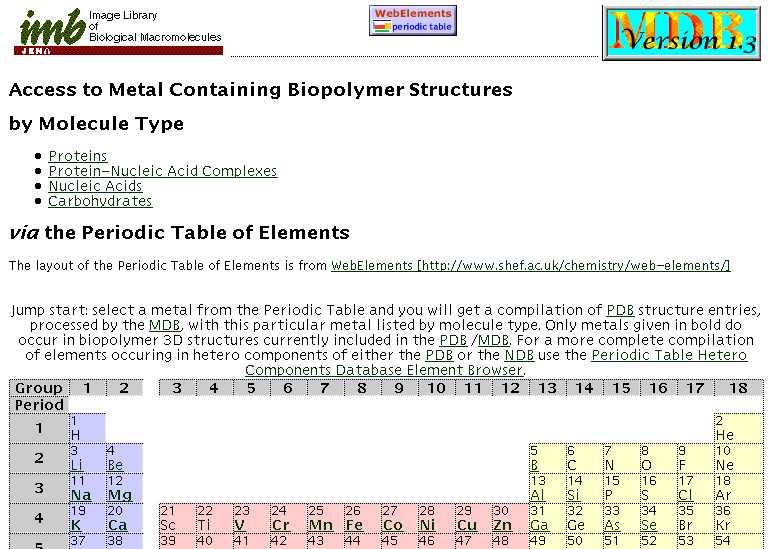 imb
JENA
Image Library
of
Biological Macromolecules
WebElements
periodic table
MDB
Version 1.3
Access to Metal Containing Biopolymer Structures
by Molecule Type
Proteins
Protein-Nucleic Acid Complexes
Nucleic Acids
Carbohydrates
via the Periodic Table of Elements
The layout of the Periodic Table of Elements is from WebElements [http://www.shef.ac.uk/chemistry/web-elements/]
Jump start: select a metal from the Periodic Table and you will get a compilation of PDB structure entries,
processed by the MDB, with this particular metal listed by molecule type. Only metals given in bold do
occur in biopolymer 3D structures currently included in the PDB /MDB. For a more complete compilation
of elements occuring in hetero components of either the PDB or the NDB use the Periodic Table Hetero
Components Database Element Browser.
Group 1 2 3 4 5 6 7 8 9 10 11 12 13 14 15 16 17 18
Period
1 1 2
H He
2 3 4 5 6 7 8 9 10
Li Be B C N O F Ne
3 11 12 13 14 15 16 17 18
Na Mg Al Si P S Cl Ar
4 19 20 21 22 23 24 25 26 27 28 29 30 31 32 33 34 35 36
K Ca Sc Ti V Cr Mn Fe Co Ni Cu Zn Ga Ge As Se Br Kr
5 37 38 39 40 41 42 43 44 45 46 47 48 49 50 51 52 53 54